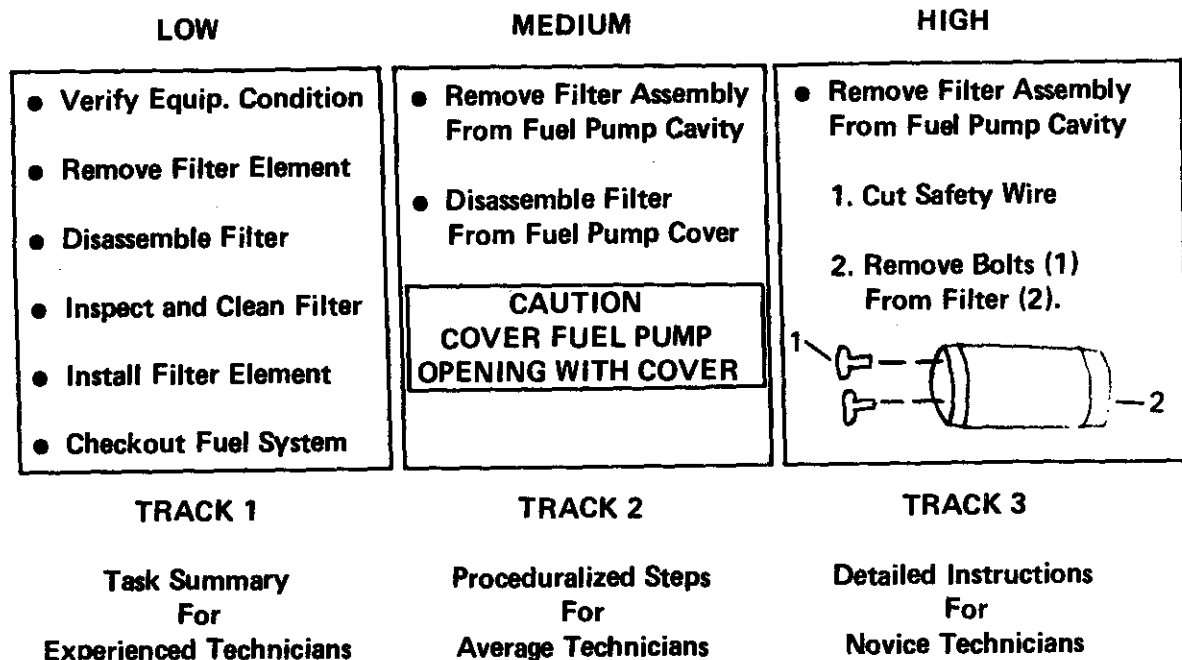 LOW
● Verify Equip. Condition
● Remove Filter Element
● Disassemble Filter
● Inspect and Clean Filter
● Install Filter Element
● Checkout Fuel System
TRACK 1
Task Summary
For
Experienced Technicians
MEDIUM
● Remove Filter Assembly
From Fuel Pump Cavity
● Disassemble Filter
From Fuel Pump Cover
CAUTION
COVER FUEL PUMP
OPENING WITH COVER
TRACK 2
Proceduralized Steps
For
Average Technicians
HIGH
● Remove Filter Assembly
From Fuel Pump Cavity
1. Cut Safety Wire
2. Remove Bolts (1)
From Filter (2).
1
2
TRACK 3
Detailed Instructions
For
Novice Technicians